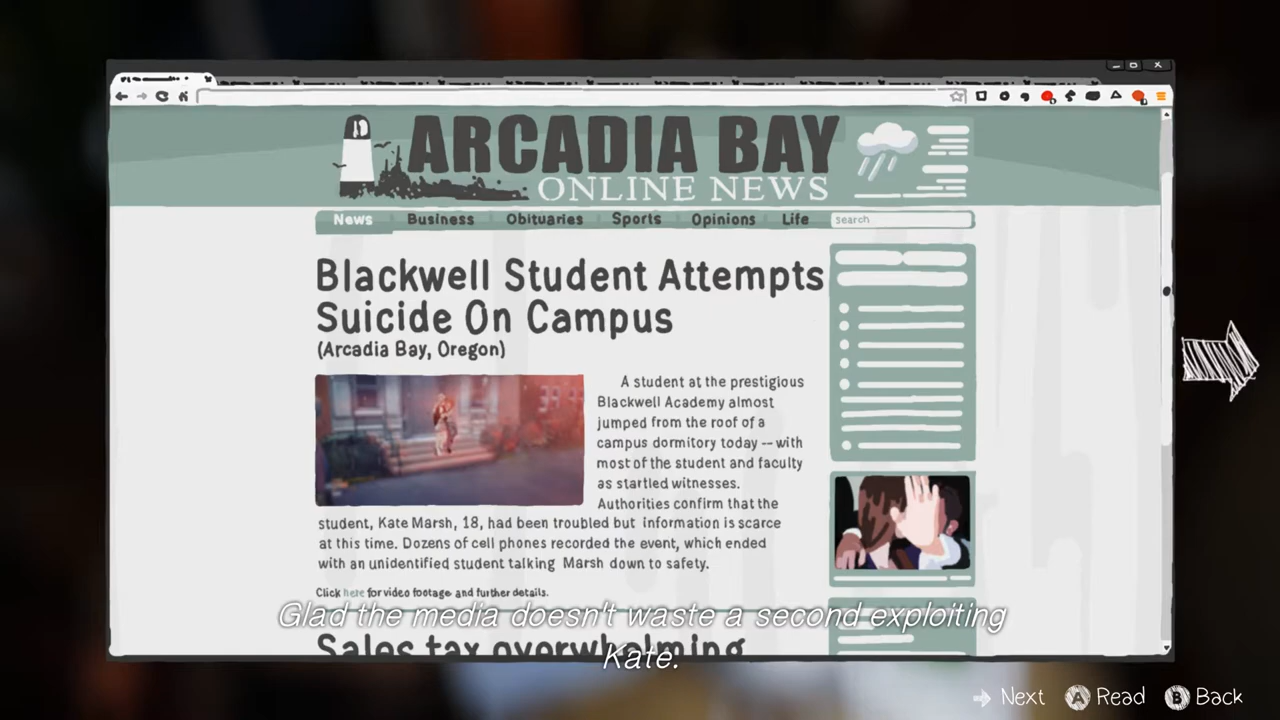 ARCADIA BAY
ONLINE NEWS
News Business Obituaries Sports Opinions Life search
Blackwell Student Attempts
Suicide On Campus
(Arcadia Bay, Oregon)
A student at the prestigious
Blackwell Academy almost
jumped from the roof of a
campus dormitory today -- with
most of the student and faculty
as startled witnesses.
Authorities confirm that the
student, Kate Marsh, 18, had been troubled but information is scarce
at this time. Dozens of cell phones recorded the event, which ended
with an unidentified student talking Marsh down to safety.
Click here for video footage and further details.
Glad the media doesn't waste a second exploiting
Sales tax overwhelming
Kate.
Next A Read B Back